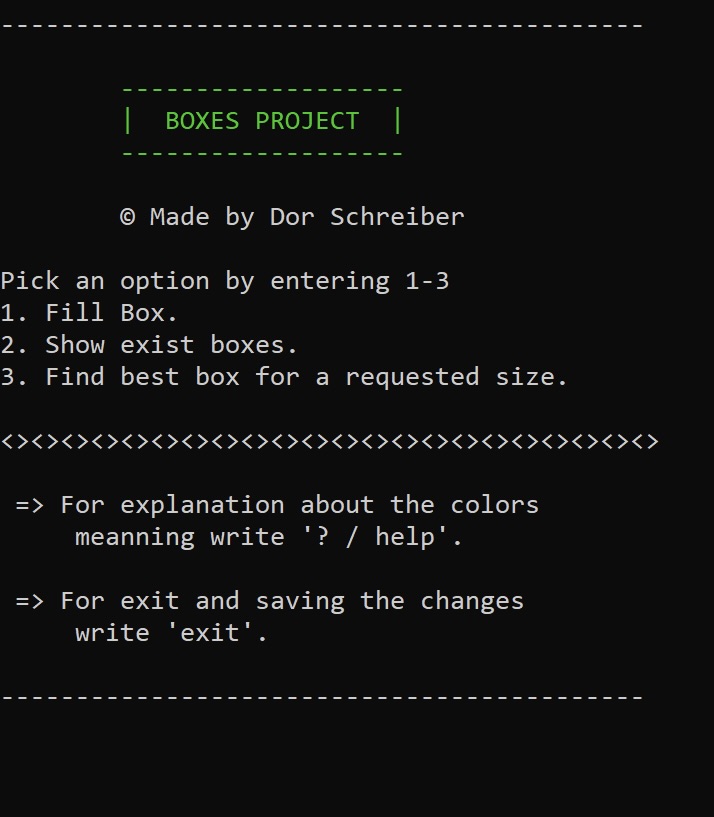 -------------------------------------------
-------------------
|  BOXES PROJECT  |
-------------------
© Made by Dor Schreiber
Pick an option by entering 1-3
1. Fill Box.
2. Show exist boxes.
3. Find best box for a requested size.
<><><><><><><><><><><><><><><><><><><><><><>
=> For explanation about the colors
meanning write '? / help'.
=> For exit and saving the changes
write 'exit'.
-------------------------------------------